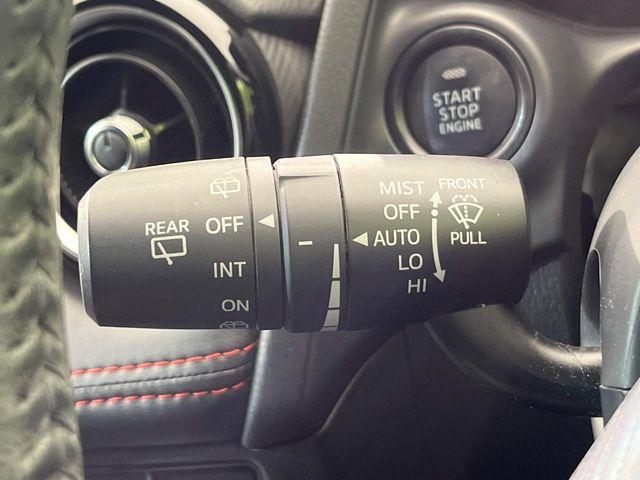 START
STOP
ENGINE
REAR
OFF
INT
ON
MIST
OFF
AUTO
LO
HI
FRONT
PULL